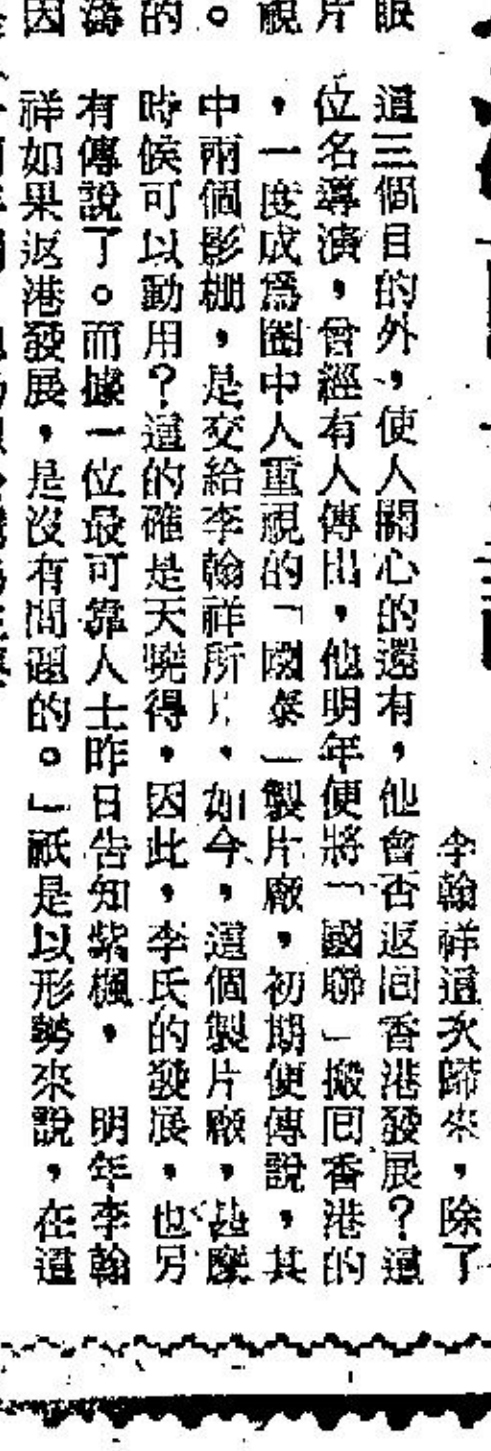 眼
片
視
。
的
濤
因
李翰祥這次歸來,除了
這三個目的外,使人關心的還有,他會否返囘香港發展?這
位名導演,曾經有人傳出,他明年便將「國聯」搬囘香港的
,一度成爲圈中人重視的「國泰」製片廠,初期便傳說,其
中兩個影棚,是交給李翰祥所,如今,這個製片廠,甚麼
時候可以動用?這的確是天曉得,因此,李氏的發展,也另
有傳說了。而據一位最可靠人士昨日告知紫楓, 明年李翰
祥如果返港發展,是沒有問題的。」祇是以形勢來說,在這